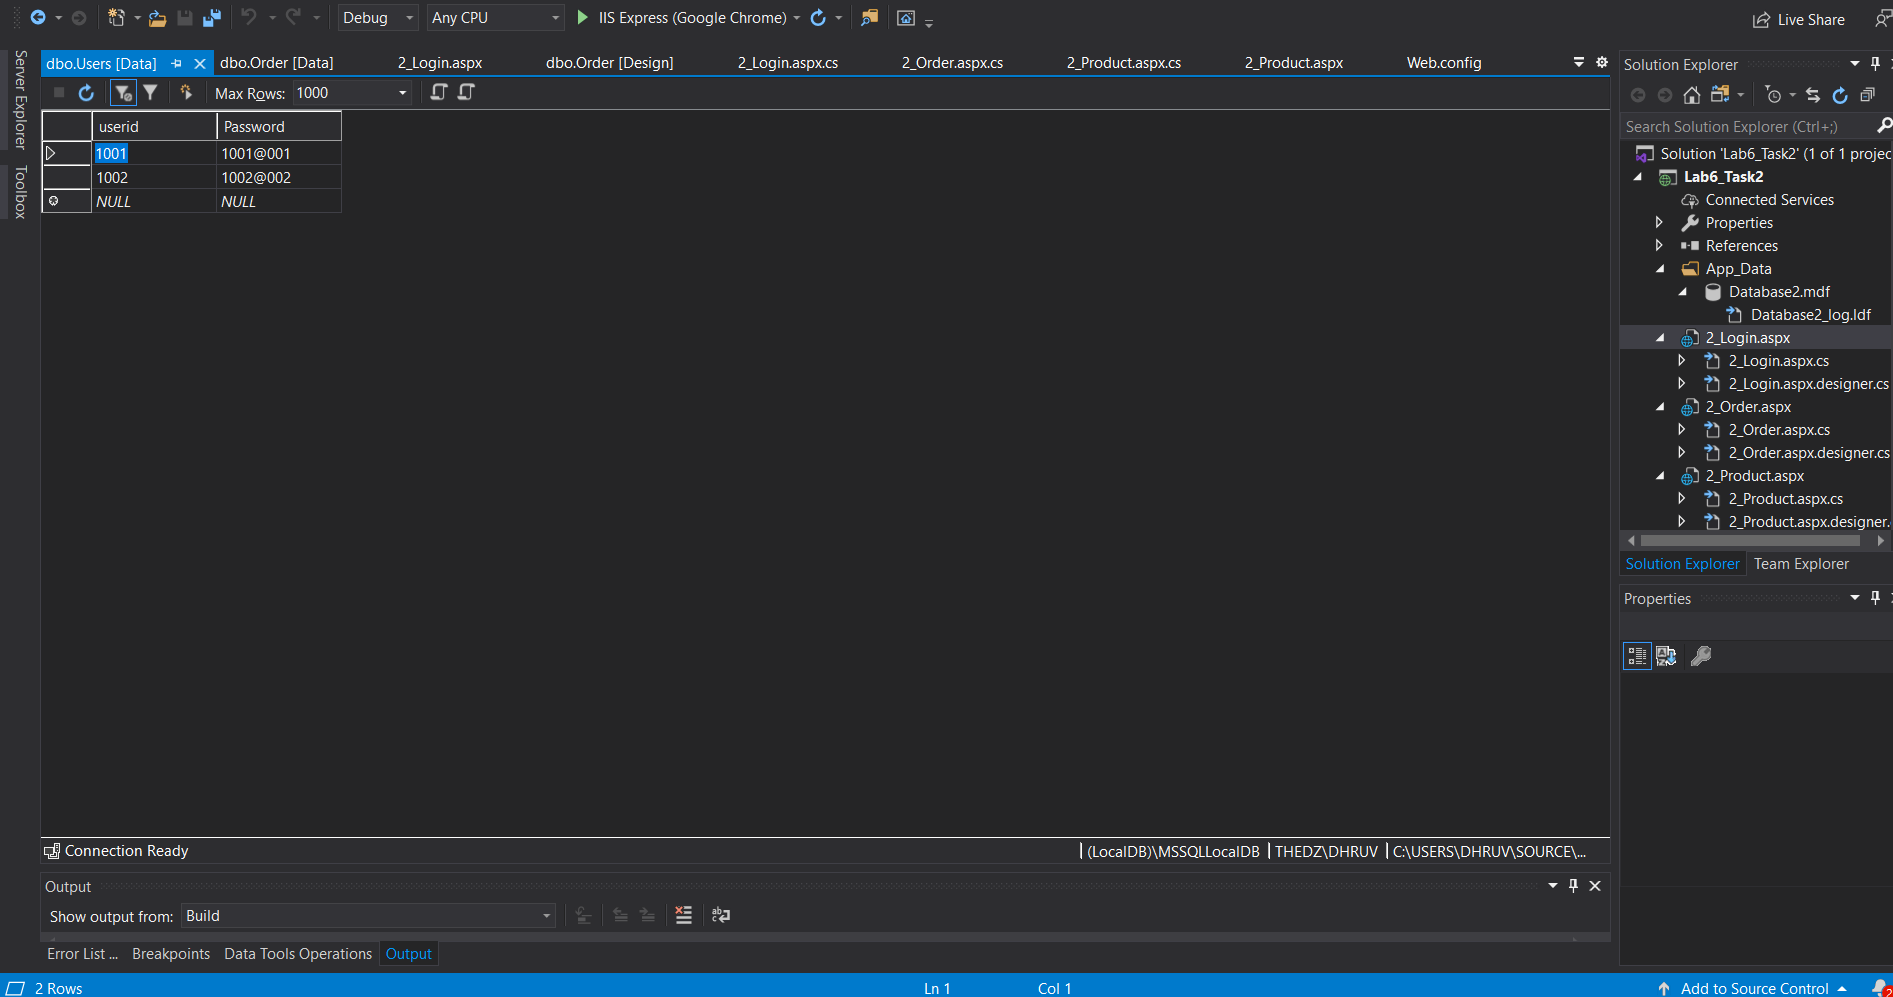 Debug
Any CPU
IIS Express (Google Chrome)
Live Share
Server Explorer
Toolbox
dbo.Users [Data]
dbo.Order [Data]
2_Login.aspx
dbo.Order [Design]
2_Login.aspx.cs
2_Order.aspx.cs
2_Product.aspx.cs
2_Product.aspx
Web.config
Max Rows: 1000
userid Password
1001 1001@001
1002 1002@002
NULL NULL
Connection Ready
(LocalDB)\MSSQLLocalDB
THEDZ\DHRUV
C:\USERS\DHRUV\SOURCE\...
Output
Show output from: Build
Error List ...
Breakpoints
Data Tools Operations
Output
Solution Explorer
Search Solution Explorer (Ctrl+;)
Solution 'Lab6_Task2' (1 of 1 projec
Lab6_Task2
Connected Services
Properties
References
App_Data
Database2.mdf
Database2_log.ldf
2_Login.aspx
2_Login.aspx.cs
2_Login.aspx.designer.cs
2_Order.aspx
2_Order.aspx.cs
2_Order.aspx.designer.cs
2_Product.aspx
2_Product.aspx.cs
2_Product.aspx.designer.
Solution Explorer
Team Explorer
Properties
2 Rows
Ln 1
Col 1
Add to Source Control
2